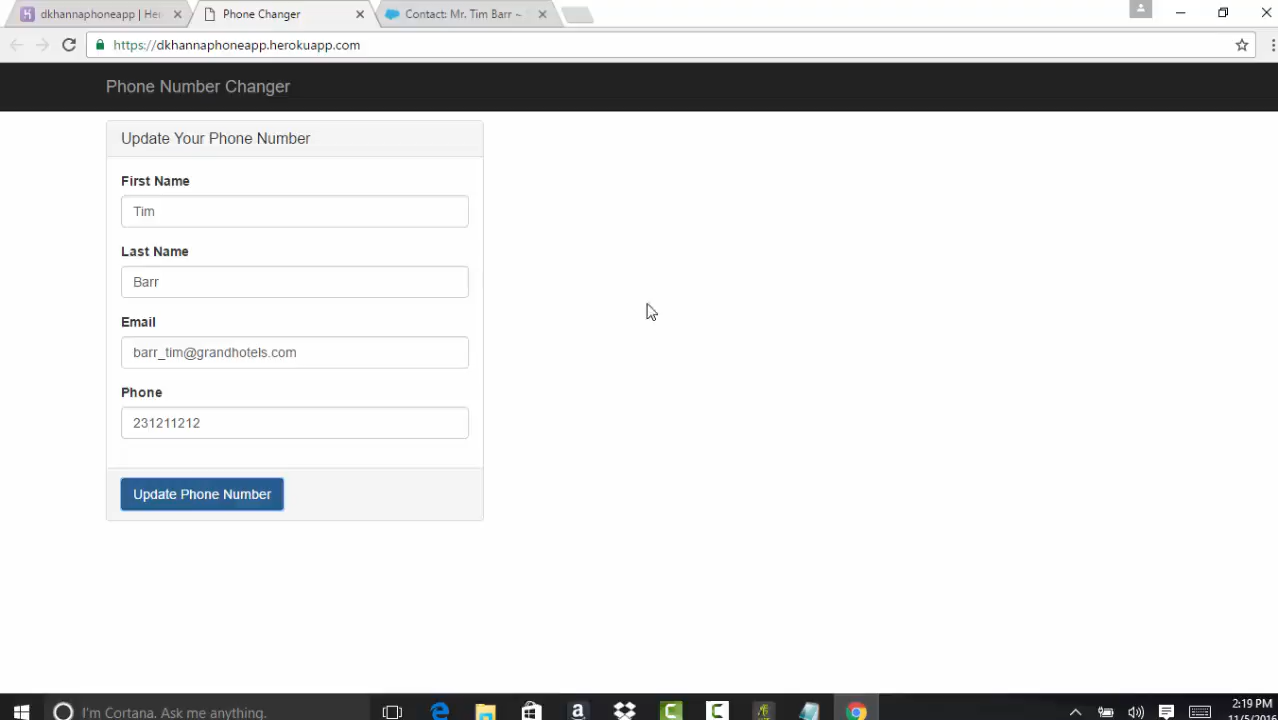 dkhannaphoneapp | Her
Phone Changer
Contact: Mr. Tim Barr ~
https://dkhannaphoneapp.herokuapp.com
Phone Number Changer
Update Your Phone Number
First Name
Tim
Last Name
Barr
Email
barr_tim@grandhotels.com
Phone
231211212
Update Phone Number
I'm Cortana. Ask me anything.
2:19 PM